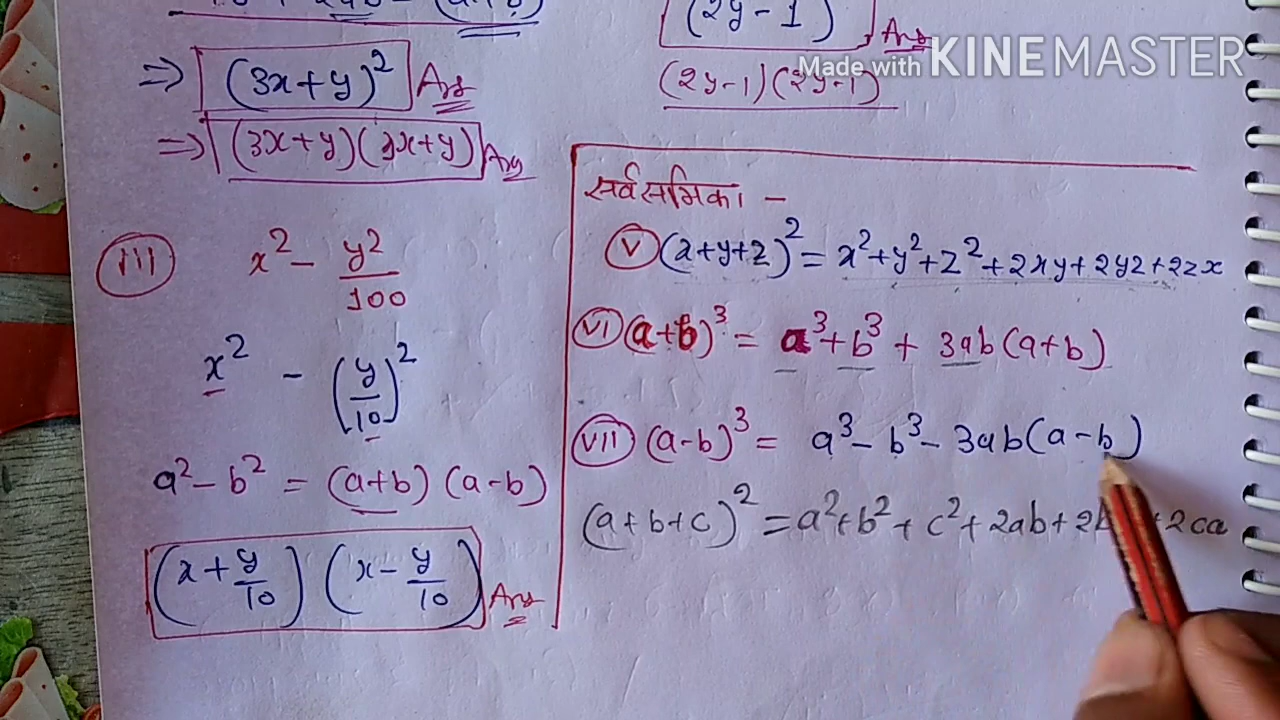 (3x+y)² Ans
⇒ (3x+y)(3x+y) Ans
(iii) x² - y²/100
x² - (y/10)²
a² - b² = (a+b) (a-b)
(x + y/10) (x - y/10) Ans
(2y-1) Ans
(2y-1)(2y-1)
Made with KINEMASTER
सर्वसमिका -
(v) (x+y+z)² = x²+y²+z²+2xy+2yz+2zx
(vi) (a+b)³ = a³+b³ + 3ab(a+b)
(vii) (a-b)³ = a³ - b³ - 3ab(a-b)
(a+b+c)² = a²+b²+c²+2ab+2b +2ca